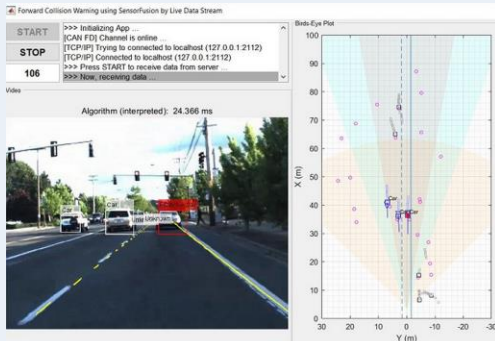 Forward Collision Warning using SensorFusion by Live Data Stream
START
STOP
106
>>> Initializing App ...
[CAN FD] Channel is online ...
[TCP/IP] Trying to connected to localhost (127.0.0.1:2112)
[TCP/IP] Connected to localhost (127.0.0.1:2112)
>>> Press START to receive data from server ...
>>> Now, receiving data ...
Video
Algorithm (interpreted): 24.366 ms
Car
Car
Unknown
Birds-Eye Plot
100
90
80
70
60
50
40
30
20
10
0
X (m)
Car
30 20 10 0 -10 -20 -30
Y (m)